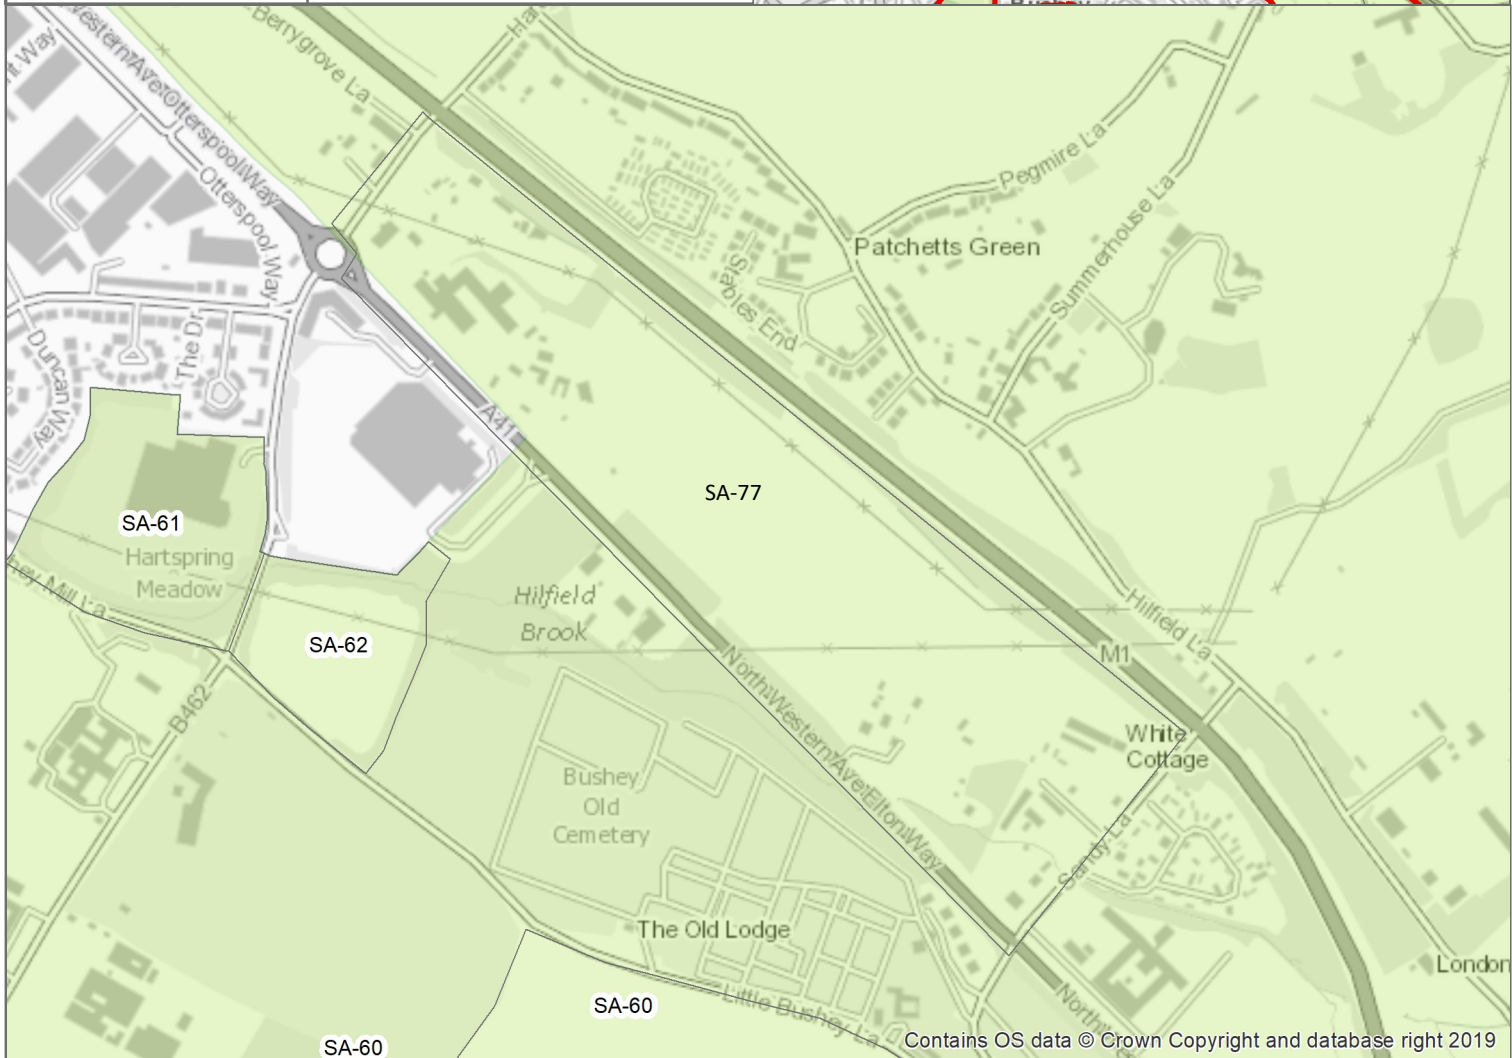 Bushey
Berrygrove La
Otterspool Way
Otterspool Way
Pegmire La
Summerhouse La
Patchetts Green
Stables End
The Dr
Duncan Way
A41
SA-77
SA-61
Hartspring
Meadow
SA-62
Hilfield
Brook
Hilfield La
M1
B462
North Western Ave
Elton Way
White
Cottage
Sandy La
Bushey
Old
Cemetery
The Old Lodge
London
SA-60
Little Bushey La
SA-60
Contains OS data © Crown Copyright and database right 2019